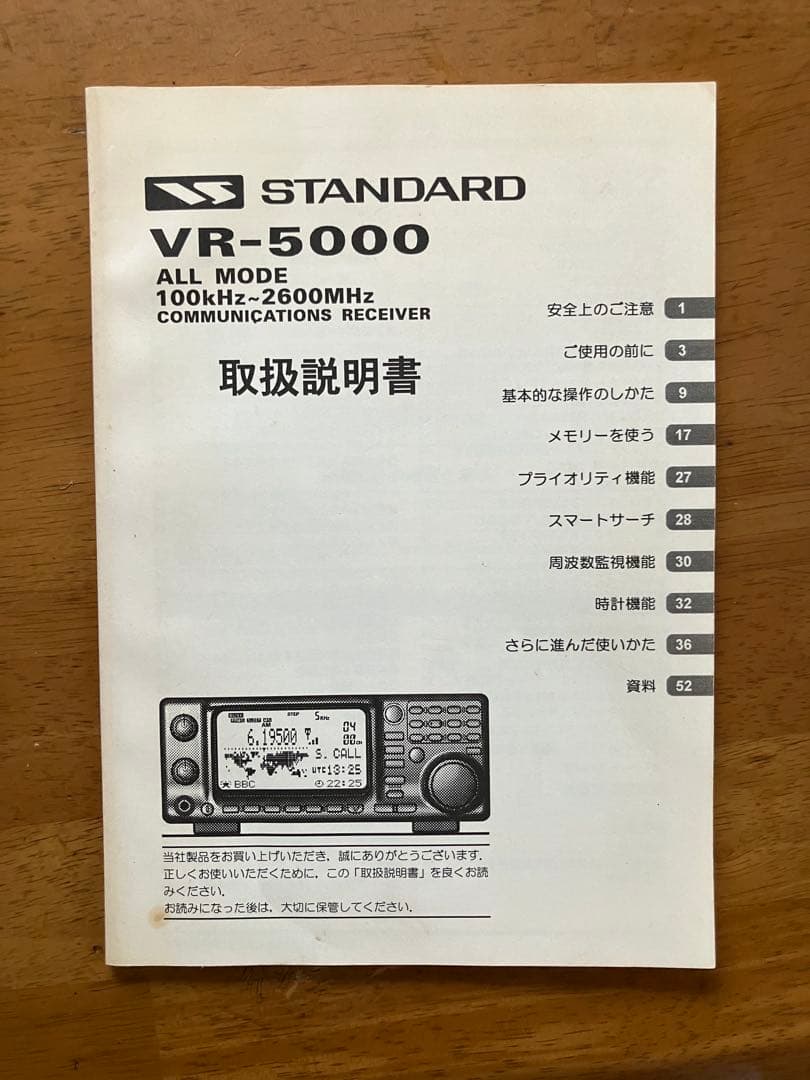 STANDARD
VR-5000
ALL MODE
100kHz~2600MHz
COMMUNICATIONS RECEIVER
取扱説明書
安全上のご注意 1
ご使用の前に 3
基本的な操作のしかた 9
メモリーを使う 17
プライオリティ機能 27
スマートサーチ 28
周波数監視機能 30
時計機能 32
さらに進んだ使いかた 36
資料 52
STEP 5KHz
AM
6.19500
04
00CH
S. CALL
UTC 13:25
★BBC
22:25
当社製品をお買い上げいただき，誠にありがとうございます．
正しくお使いいただくために，この「取扱説明書」を良くお読
みください．
お読みになった後は，大切に保管してください．